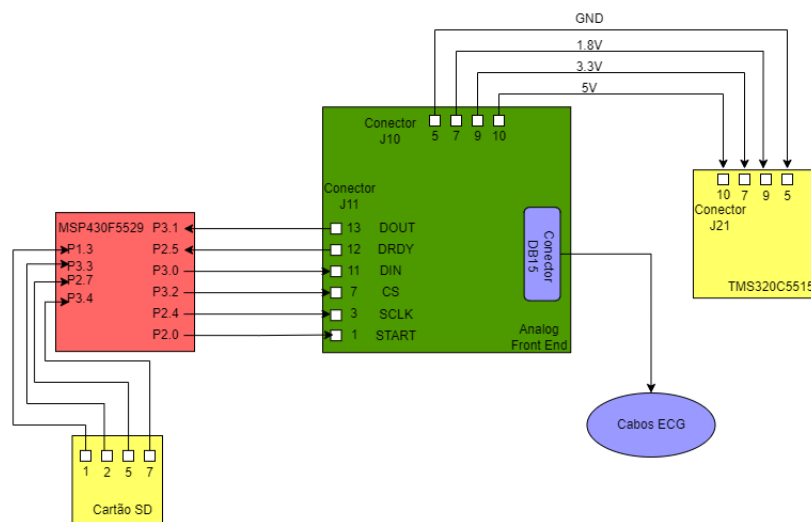 GND
1.8V
3.3V
5V
Conector
J10
5 7 9 10
10 7 9 5
Conector
J21
TMS320C5515
Conector
J11
13 DOUT
12 DRDY
11 DIN
7 CS
3 SCLK
1 START
Conector
DB15
Analog
Front End
MSP430F5529
P3.1
P2.5
P3.0
P3.2
P2.4
P2.0
P1.3
P3.3
P2.7
P3.4
1 2 5 7
Cartão SD
Cabos ECG